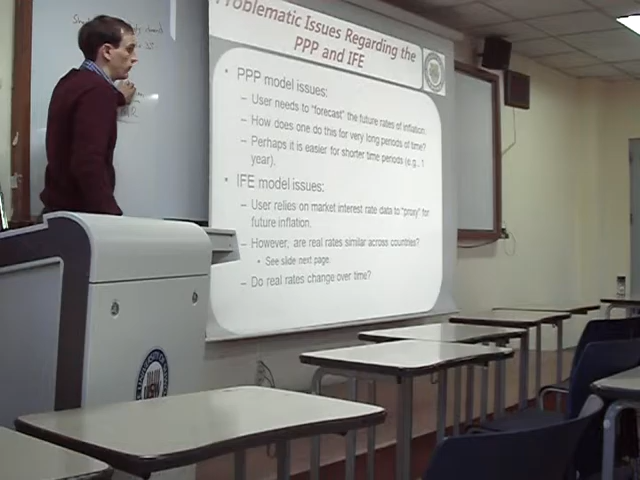 Problematic Issues Regarding the
PPP and IFE
• PPP model issues:
– User needs to "forecast" the future rates of inflation.
– How does one do this for very long periods of time?
– Perhaps it is easier for shorter time periods (e.g., 1
year).
• IFE model issues:
– User relies on market interest rate data to "proxy" for
future inflation.
– However, are real rates similar across countries?
• See slide next page.
– Do real rates change over time?